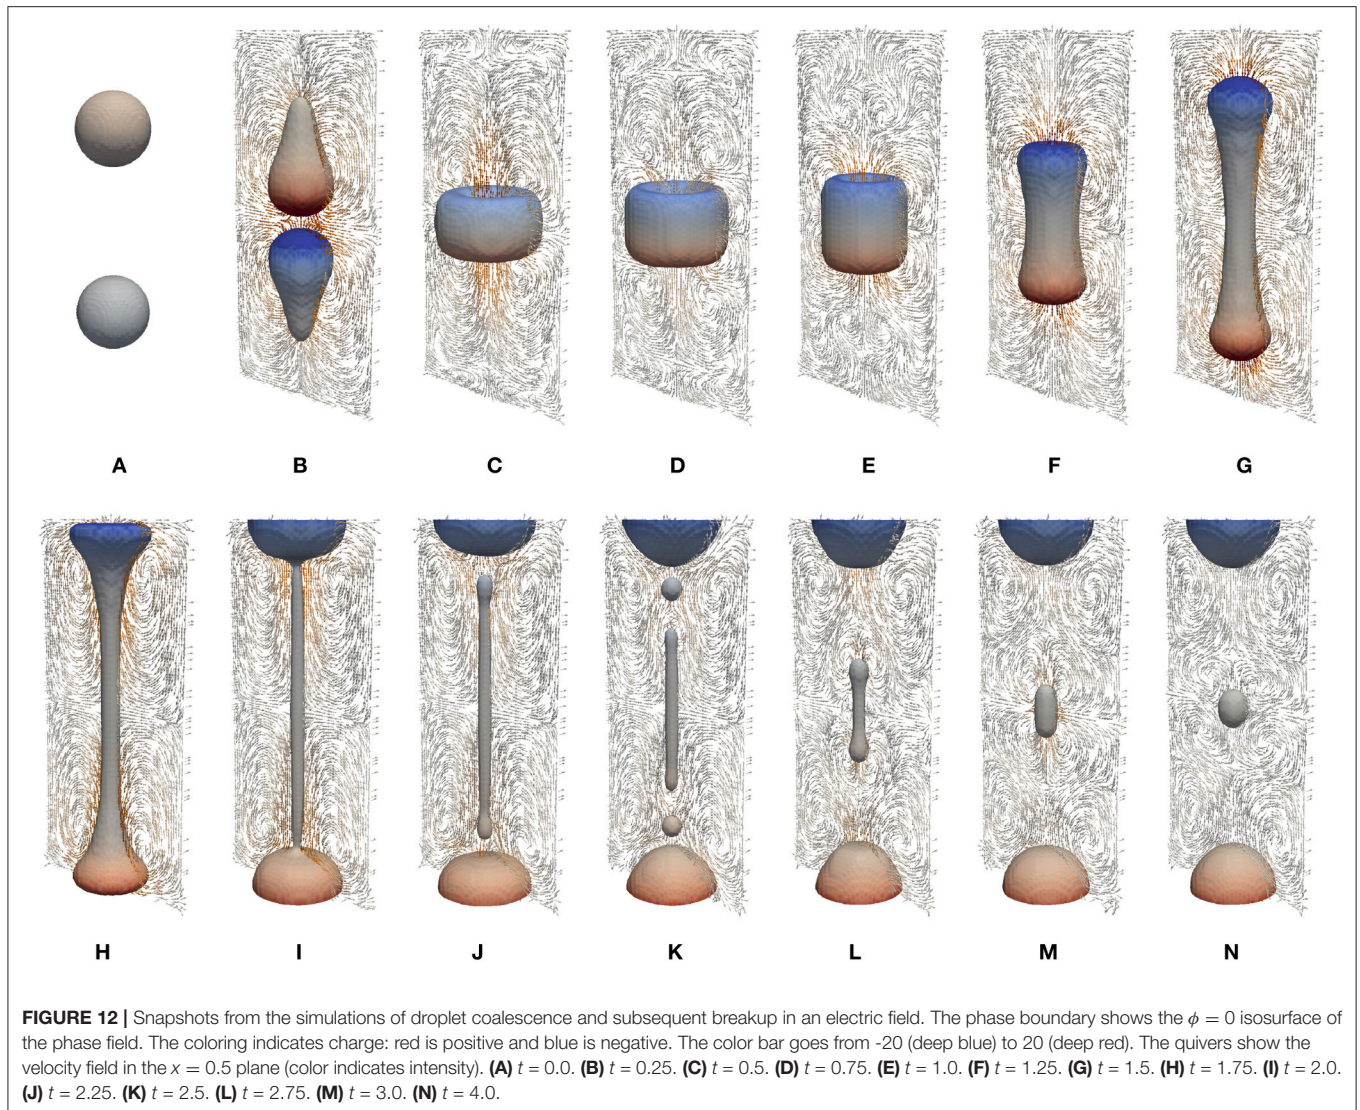 A B C D E F G
H I J K L M N
FIGURE 12 | Snapshots from the simulations of droplet coalescence and subsequent breakup in an electric field. The phase boundary shows the ϕ = 0 isosurface of
the phase field. The coloring indicates charge: red is positive and blue is negative. The color bar goes from -20 (deep blue) to 20 (deep red). The quivers show the
velocity field in the x = 0.5 plane (color indicates intensity). (A) t = 0.0. (B) t = 0.25. (C) t = 0.5. (D) t = 0.75. (E) t = 1.0. (F) t = 1.25. (G) t = 1.5. (H) t = 1.75. (I) t = 2.0.
(J) t = 2.25. (K) t = 2.5. (L) t = 2.75. (M) t = 3.0. (N) t = 4.0.